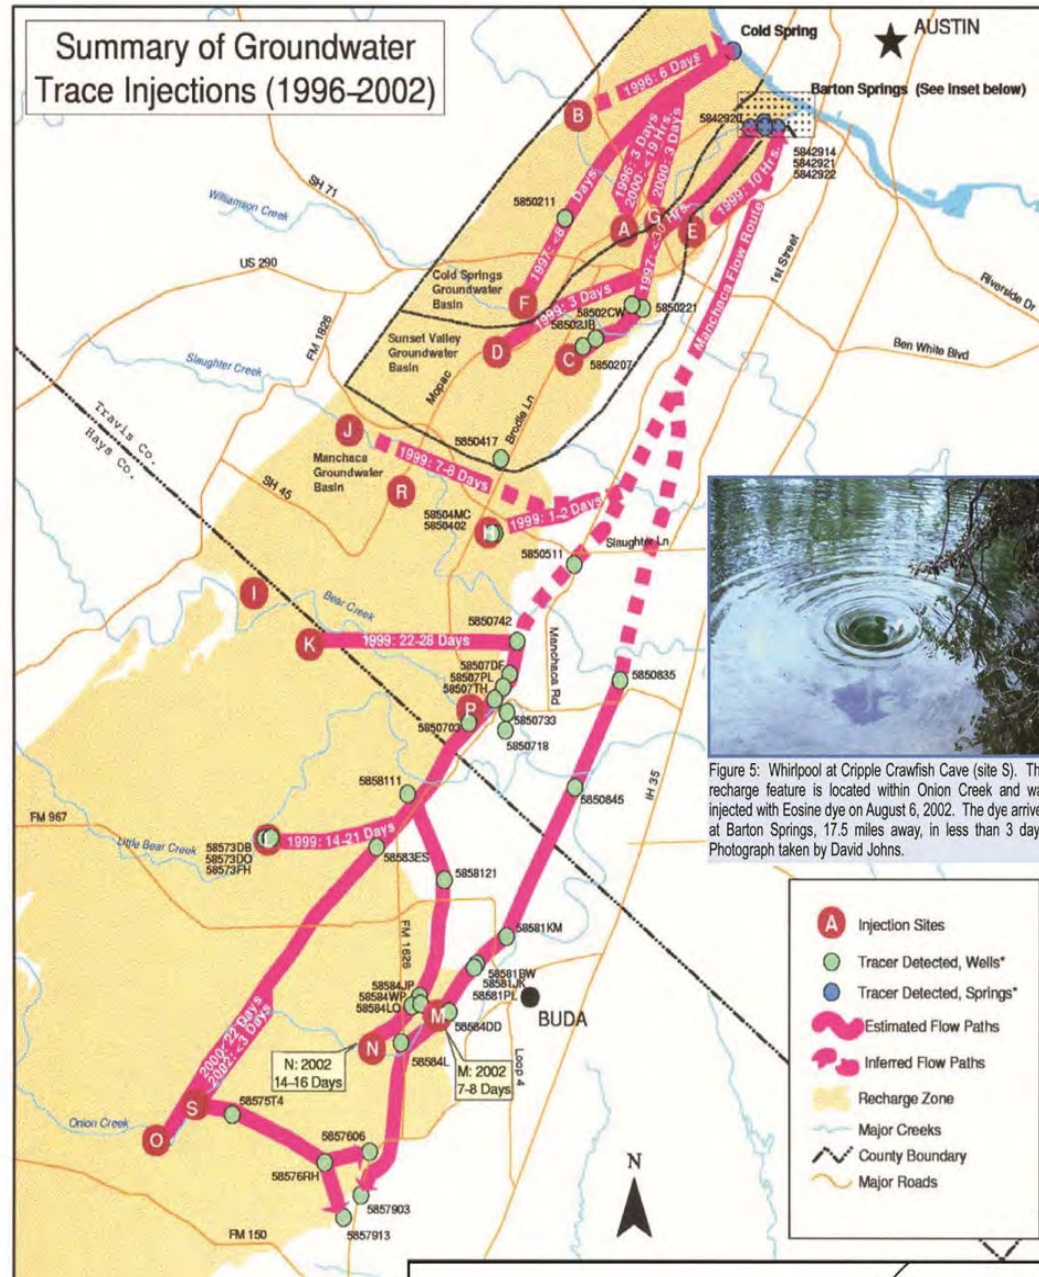 Summary of Groundwater
Trace Injections (1996–2002)
Cold Spring
AUSTIN
Barton Springs (See inset below)
B
1996: 6 Days
5842920
5842914
5842921
5842922
SH 71
Williamson Creek
5850211
1997: <8 Days
1996: 3 Days
2000: <19 Hrs.
2000: 3 Days
1999: 10 Hrs.
A
G
E
1997: <30 Hrs.
US 290
Cold Springs
Groundwater
Basin
F
1999: 3 Days
58502CW
5850221
58502JB
Manchaca Flow Route
1st Street
Riverside Dr
FM 1826
Sunset Valley
Groundwater
Basin
D
C
5850207
Ben White Blvd
Slaughter Creek
Mopac
Brodie Ln
Travis Co.
Hays Co.
J
5850417
Manchaca
Groundwater
Basin
1999: 7-8 Days
R
SH 45
58504MC
5850402
H
1999: 1–2 Days
Slaughter Ln
5850511
I
Bear Creek
5850742
K
1999: 22-28 Days
58507DF
58507PL
58507TH
Manchaca Rd
5850835
P
5850703
5850733
5850718
5858111
5850845
IH 35
FM 967
Little Bear Creek
L
1999: 14–21 Days
58573DB
58573DO
58573FH
58583ES
5858121
FM 1626
58581KM
58584JP
58584WP
58584LO
58581BW
58581JK
58581PL
BUDA
M
58584DD
N
58584L
N: 2002
14–16 Days
M: 2002
7-8 Days
Loop 4
2000: 22 Days
2002: <3 Days
S
58575T4
Onion Creek
O
5857606
58576RH
5857903
5857913
FM 150
N
Figure 5: Whirlpool at Cripple Crawfish Cave (site S). Th
recharge feature is located within Onion Creek and wa
injected with Eosine dye on August 6, 2002. The dye arrive
at Barton Springs, 17.5 miles away, in less than 3 day
Photograph taken by David Johns.
A Injection Sites
Tracer Detected, Wells*
Tracer Detected, Springs*
Estimated Flow Paths
Inferred Flow Paths
Recharge Zone
Major Creeks
County Boundary
Major Roads